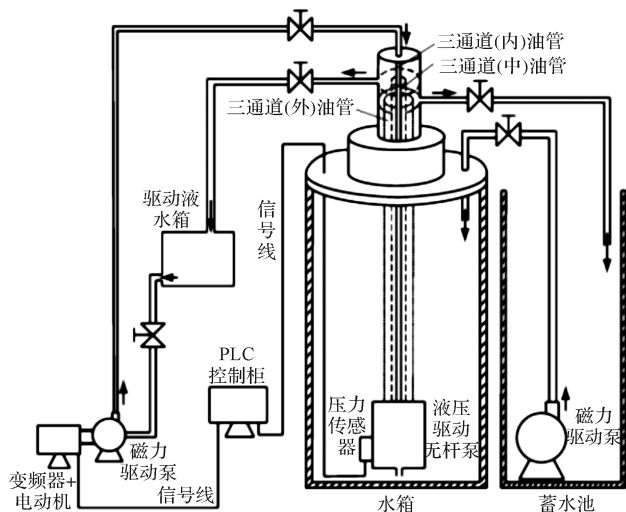 三通道(内)油管
三通道(中)油管
三通道(外)油管
驱动液
水箱
信
号
线
PLC
控制柜
压力
传感
器
液压
驱动
无杆泵
磁力
驱动泵
磁力
驱动泵
变频器+
电动机
信号线
水箱
蓄水池